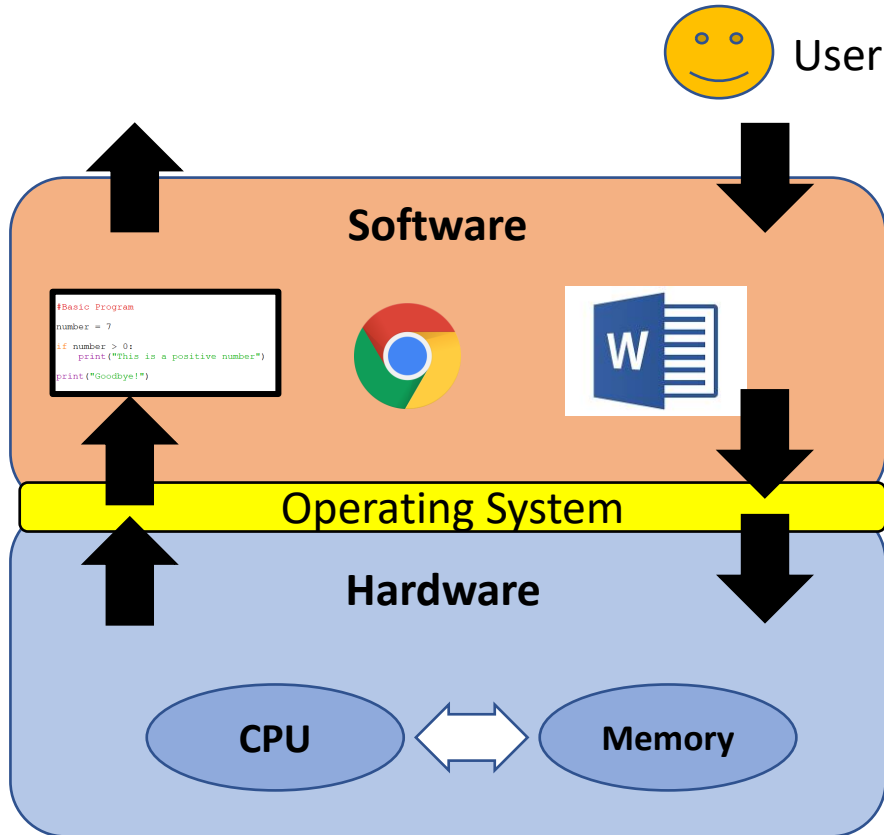 User
Software
#Basic Program
number = 7
if number > 0:
    print("This is a positive number")
print("Goodbye!")
W
Operating System
Hardware
CPU
Memory